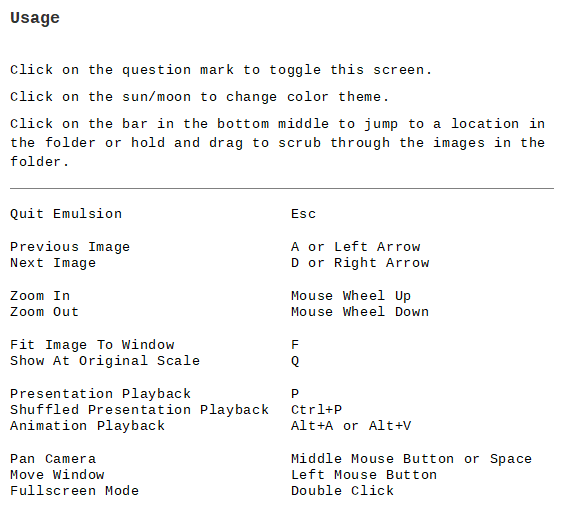 Usage
Click on the question mark to toggle this screen.
Click on the sun/moon to change color theme.
Click on the bar in the bottom middle to jump to a location in
the folder or hold and drag to scrub through the images in the
folder.
Quit Emulsion Esc
Previous Image A or Left Arrow
Next Image D or Right Arrow
Zoom In Mouse Wheel Up
Zoom Out Mouse Wheel Down
Fit Image To Window F
Show At Original Scale Q
Presentation Playback P
Shuffled Presentation Playback Ctrl+P
Animation Playback Alt+A or Alt+V
Pan Camera Middle Mouse Button or Space
Move Window Left Mouse Button
Fullscreen Mode Double Click